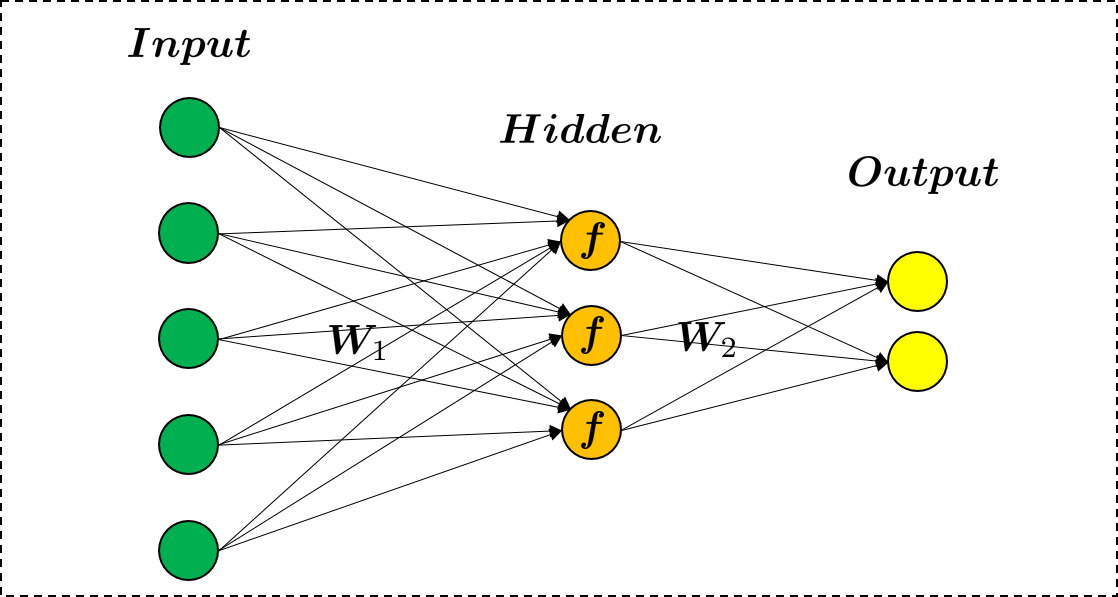 Input
Hidden
Output
f
f
f
W₁
W₂